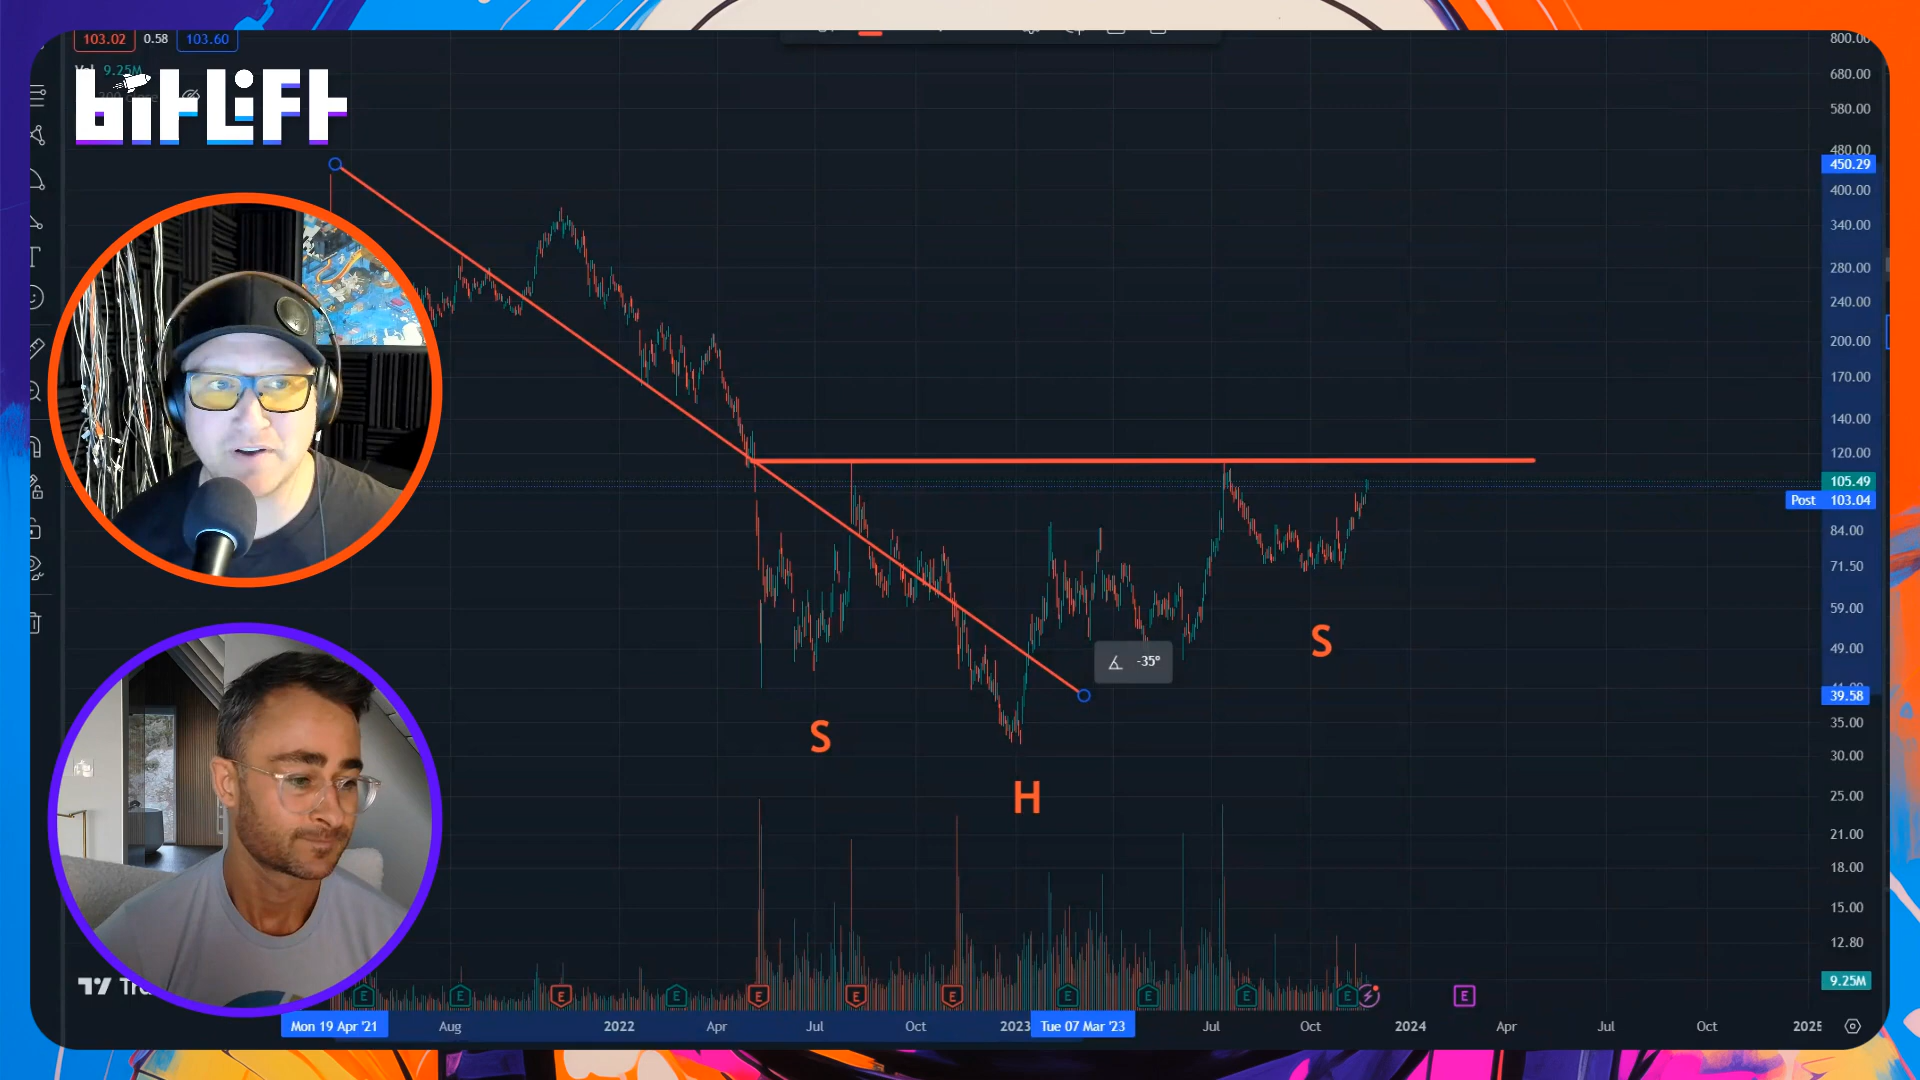 103.02 0.58 103.60
9.25M
bitLift
800.00
680.00
580.00
480.00
450.29
400.00
340.00
280.00
240.00
200.00
170.00
140.00
120.00
105.49
Post 103.04
84.00
71.50
59.00
49.00
39.58
35.00
30.00
25.00
21.00
18.00
15.00
12.80
9.25M
-35°
S
S
H
E E E E E E E E E E E E
Mon 19 Apr '21 Aug 2022 Apr Jul Oct 2023 Tue 07 Mar '23 Jul Oct 2024 Apr Jul Oct 2025